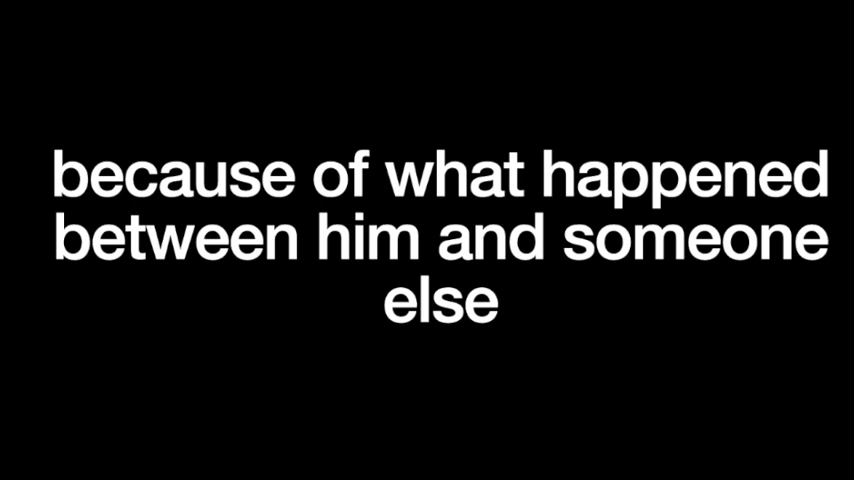 because of what happened
between him and someone
else